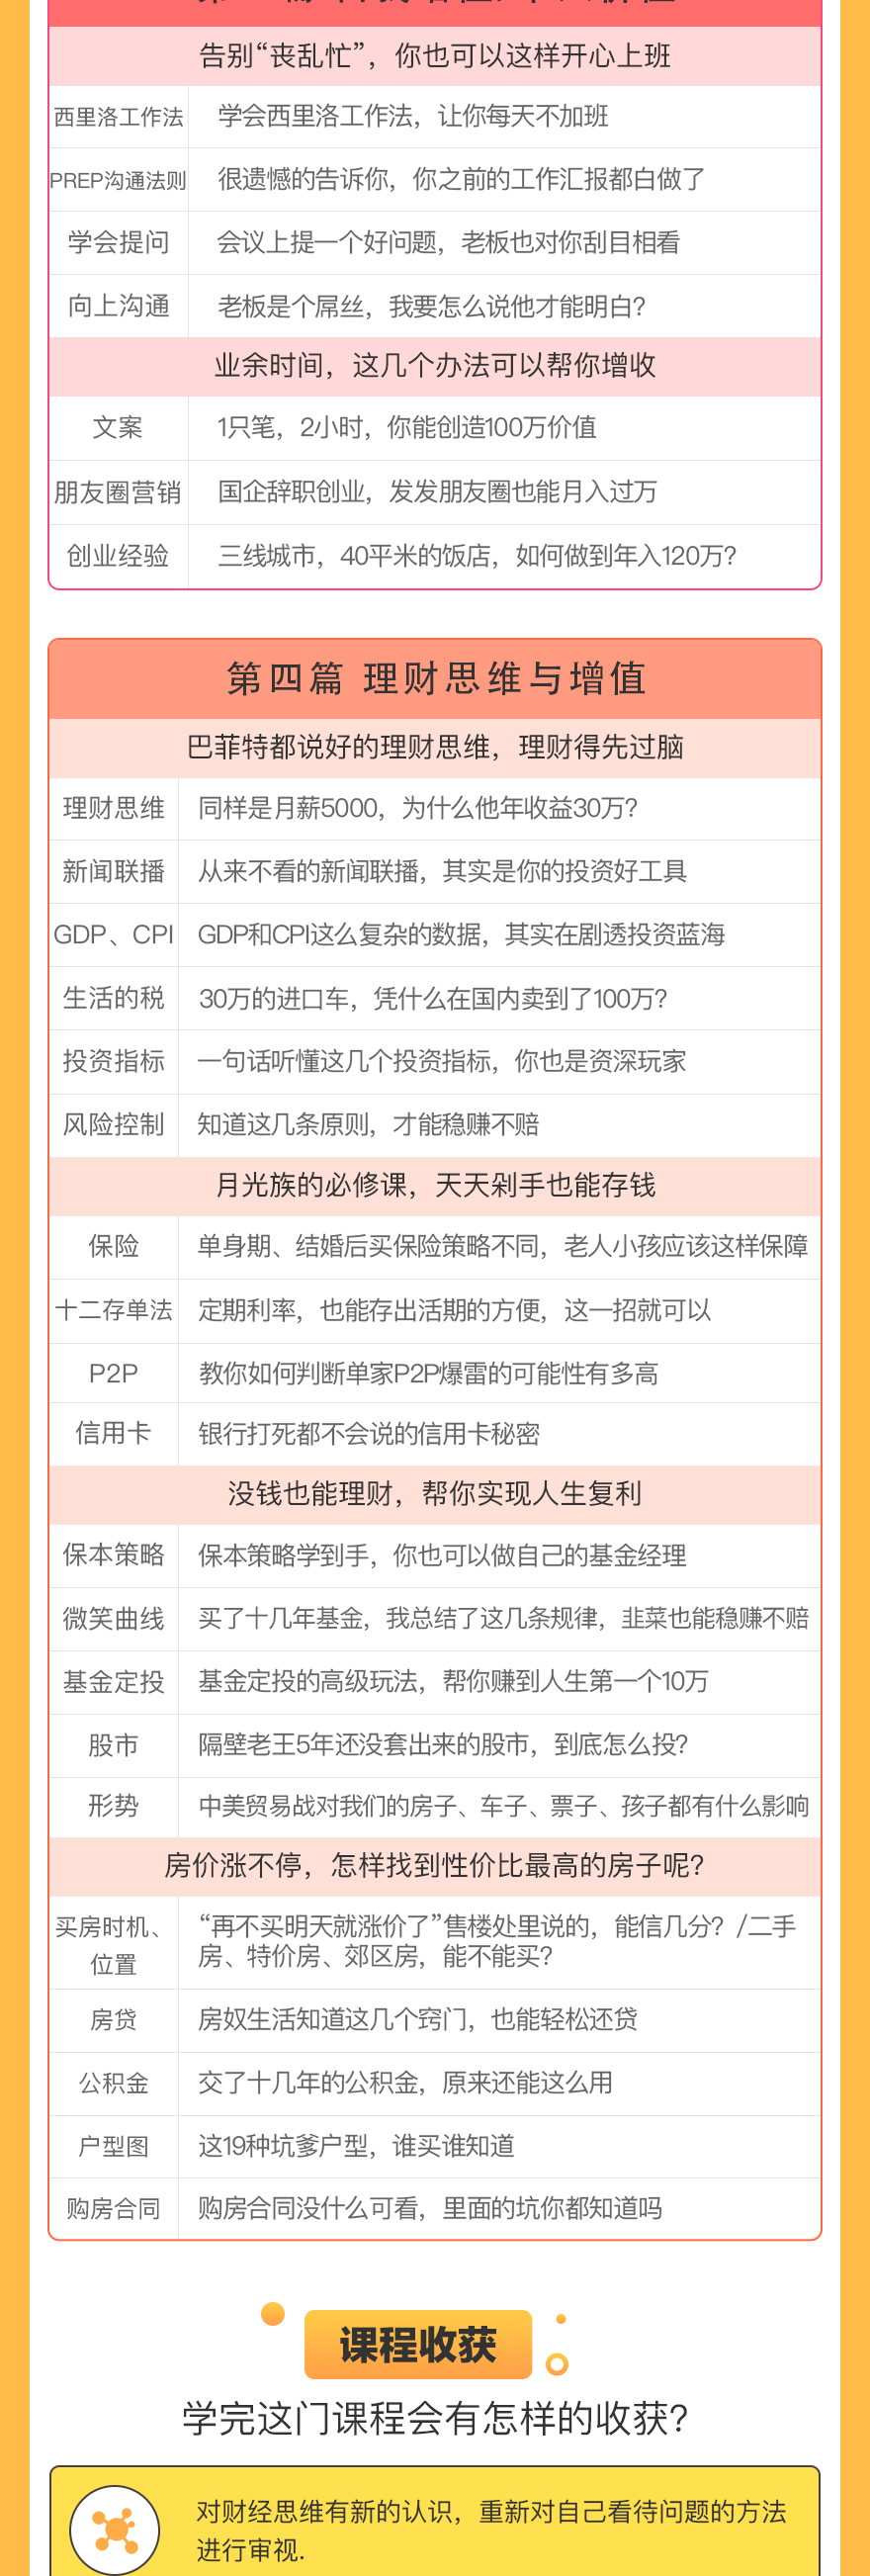 告别“丧乱忙”，你也可以这样开心上班
西里洛工作法 学会西里洛工作法，让你每天不加班
PREP沟通法则 很遗憾的告诉你，你之前的工作汇报都白做了
学会提问 会议上提一个好问题，老板也对你刮目相看
向上沟通 老板是个屌丝，我要怎么说他才能明白？
业余时间，这几个办法可以帮你增收
文案 1只笔，2小时，你能创造100万价值
朋友圈营销 国企辞职创业，发发朋友圈也能月入过万
创业经验 三线城市，40平米的饭店，如何做到年入120万？
第四篇 理财思维与增值
巴菲特都说好的理财思维，理财得先过脑
理财思维 同样是月薪5000，为什么他年收益30万？
新闻联播 从来不看的新闻联播，其实是你的投资好工具
GDP、CPI GDP和CPI这么复杂的数据，其实在剧透投资蓝海
生活的税 30万的进口车，凭什么在国内卖到了100万？
投资指标 一句话听懂这几个投资指标，你也是资深玩家
风险控制 知道这几条原则，才能稳赚不赔
月光族的必修课，天天剁手也能存钱
保险 单身期、结婚后买保险策略不同，老人小孩应该这样保障
十二存单法 定期利率，也能存出活期的方便，这一招就可以
P2P 教你如何判断单家P2P爆雷的可能性有多高
信用卡 银行打死都不会说的信用卡秘密
没钱也能理财，帮你实现人生复利
保本策略 保本策略学到手，你也可以做自己的基金经理
微笑曲线 买了十几年基金，我总结了这几条规律，韭菜也能稳赚不赔
基金定投 基金定投的高级玩法，帮你赚到人生第一个10万
股市 隔壁老王5年还没套出来的股市，到底怎么投？
形势 中美贸易战对我们的房子、车子、票子、孩子都有什么影响
房价涨不停，怎样找到性价比最高的房子呢？
买房时机、 “再不买明天就涨价了”售楼处里说的，能信几分？/二手
位置 房、特价房、郊区房，能不能买？
房贷 房奴生活知道这几个窍门，也能轻松还贷
公积金 交了十几年的公积金，原来还能这么用
户型图 这19种坑爹户型，谁买谁知道
购房合同 购房合同没什么可看，里面的坑你都知道吗
课程收获
学完这门课程会有怎样的收获？
对财经思维有新的认识，重新对自己看待问题的方法
进行审视.